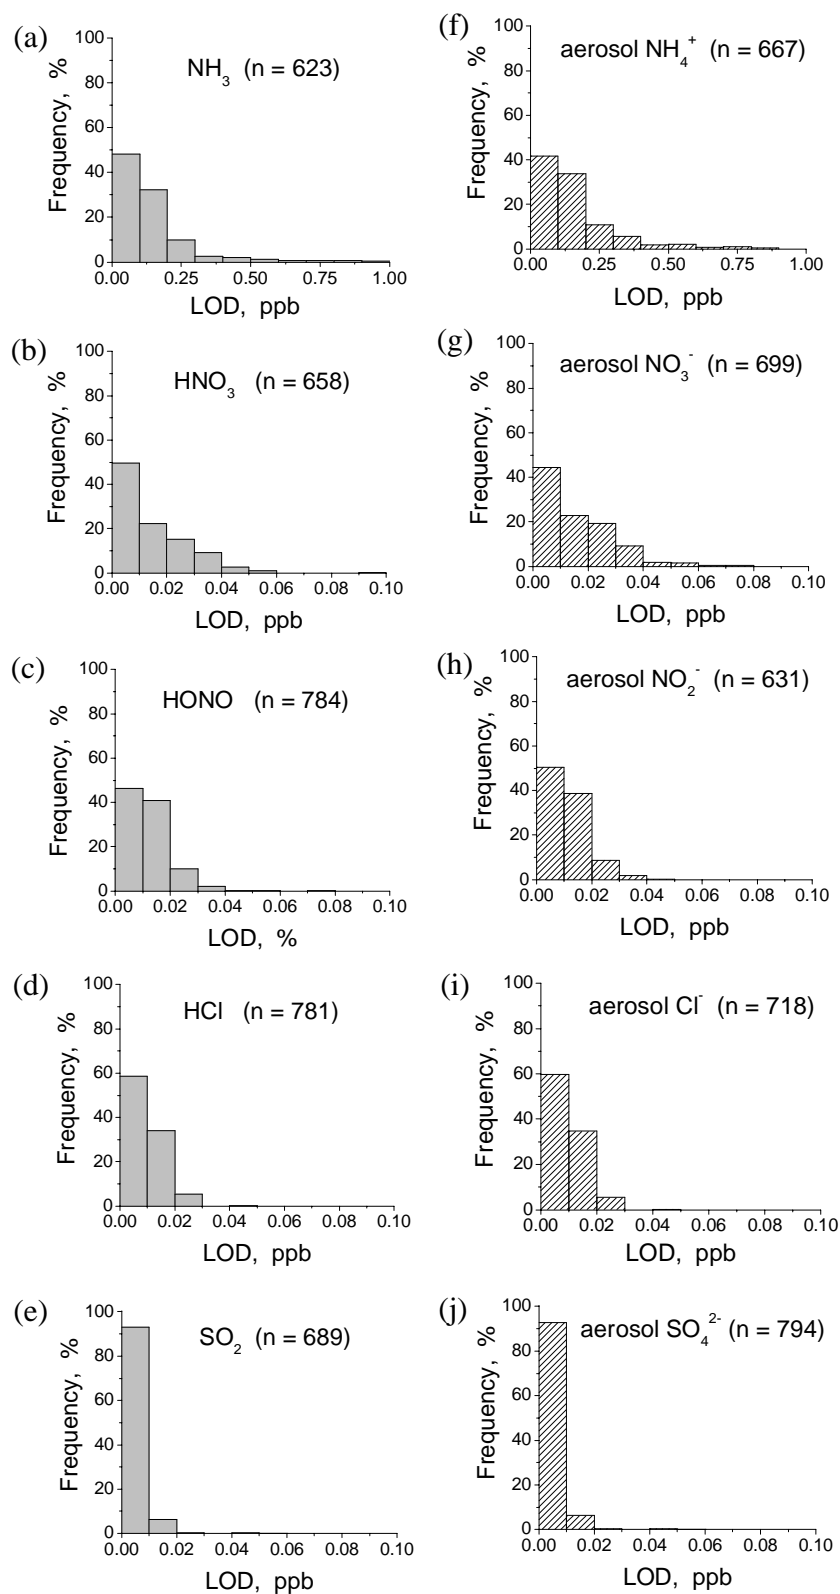 (a)
NH3 (n = 623)
Frequency, %
100
80
60
40
20
0
0.00 0.25 0.50 0.75 1.00
LOD, ppb
(b)
HNO3 (n = 658)
Frequency, %
100
80
60
40
20
0
0.00 0.02 0.04 0.06 0.08 0.10
LOD, ppb
(c)
HONO (n = 784)
Frequency, %
100
80
60
40
20
0
0.00 0.02 0.04 0.06 0.08 0.10
LOD, %
(d)
HCl (n = 781)
Frequency, %
100
80
60
40
20
0
0.00 0.02 0.04 0.06 0.08 0.10
LOD, ppb
(e)
SO2 (n = 689)
Frequency, %
100
80
60
40
20
0
0.00 0.02 0.04 0.06 0.08 0.10
LOD, ppb
(f)
aerosol NH4+ (n = 667)
Frequency, %
100
80
60
40
20
0
0.00 0.25 0.50 0.75 1.00
LOD, ppb
(g)
aerosol NO3- (n = 699)
Frequency, %
100
80
60
40
20
0
0.00 0.02 0.04 0.06 0.08 0.10
LOD, ppb
(h)
aerosol NO2- (n = 631)
Frequency, %
100
80
60
40
20
0
0.00 0.02 0.04 0.06 0.08 0.10
LOD, ppb
(i)
aerosol Cl- (n = 718)
Frequency, %
100
80
60
40
20
0
0.00 0.02 0.04 0.06 0.08 0.10
LOD, ppb
(j)
aerosol SO42- (n = 794)
Frequency, %
100
80
60
40
20
0
0.00 0.02 0.04 0.06 0.08 0.10
LOD, ppb